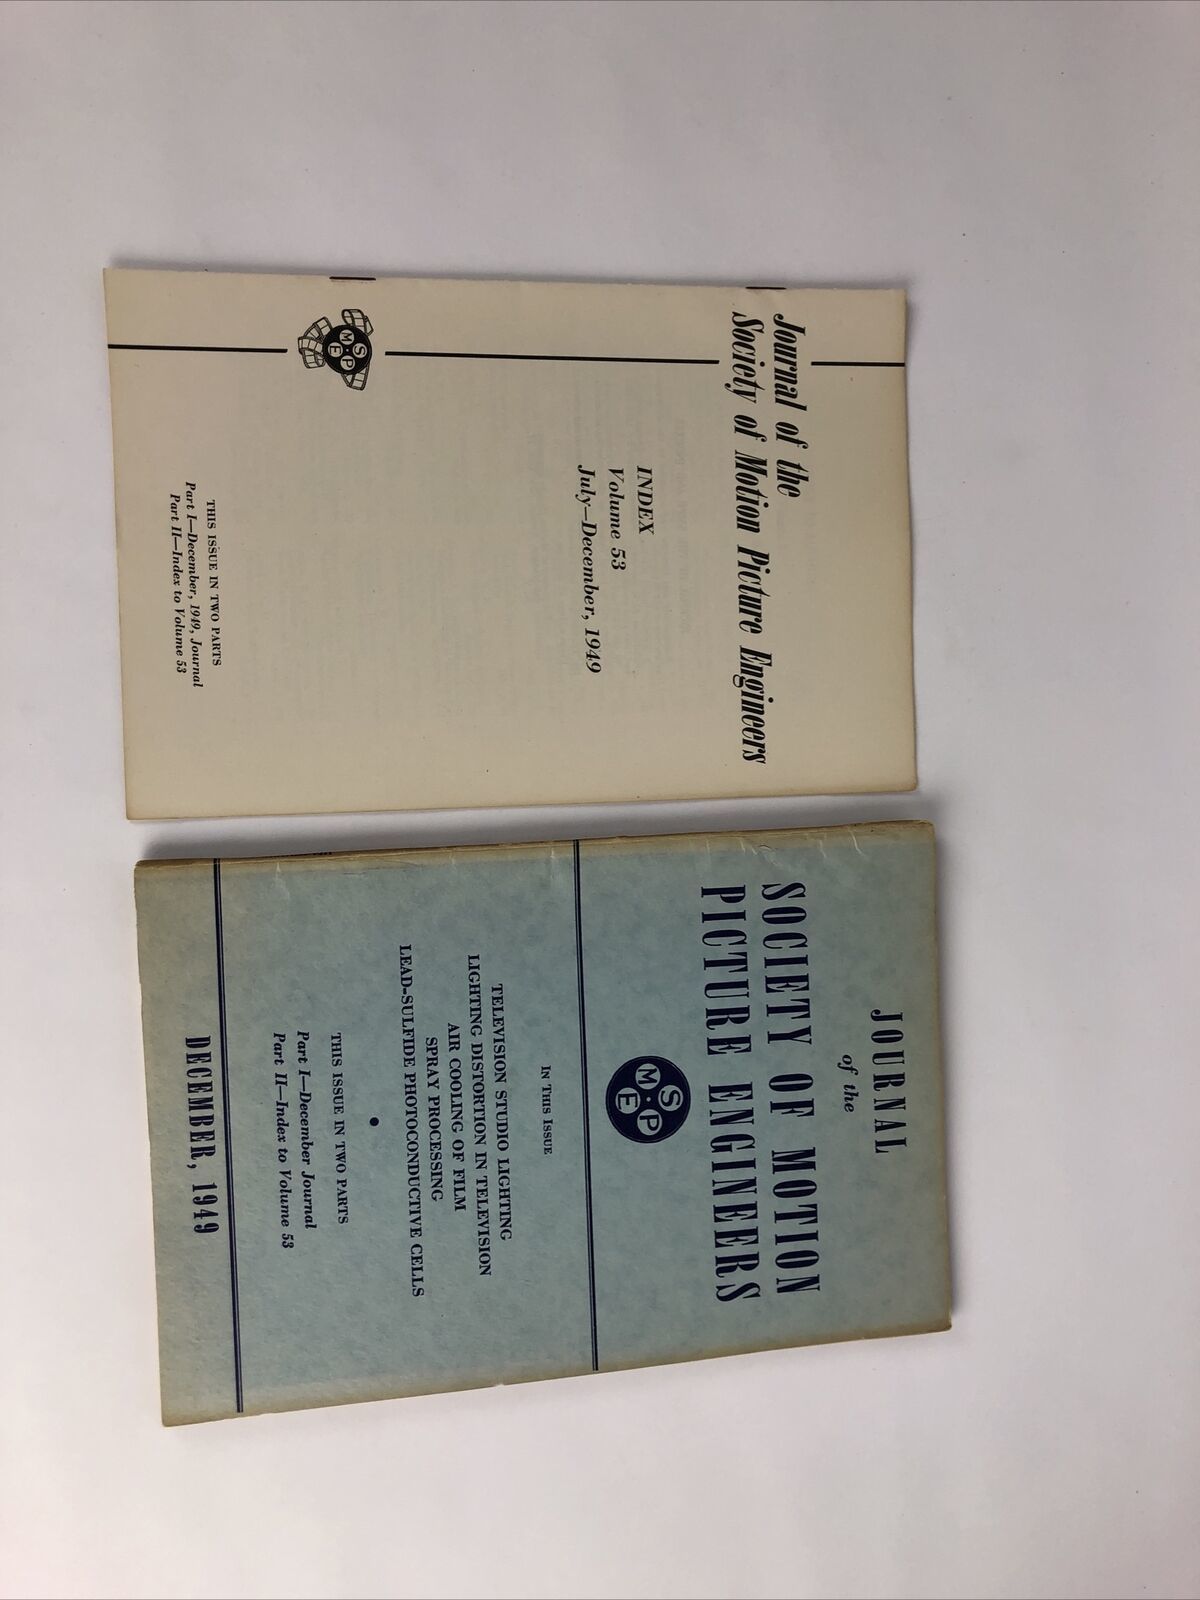 Journal of the
Society of Motion Picture Engineers
INDEX
Volume 53
July–December, 1949
S
M P
E
THIS ISSUE IN TWO PARTS
Part I—December, 1949, Journal
Part II—Index to Volume 53
JOURNAL
of the
SOCIETY OF MOTION
PICTURE ENGINEERS
S
M P
E
IN THIS ISSUE
TELEVISION STUDIO LIGHTING
LIGHTING DISTORTION IN TELEVISION
AIR COOLING OF FILM
SPRAY PROCESSING
LEAD-SULFIDE PHOTOCONDUCTIVE CELLS
•
THIS ISSUE IN TWO PARTS
Part I—December Journal
Part II—Index to Volume 53
DECEMBER, 1949